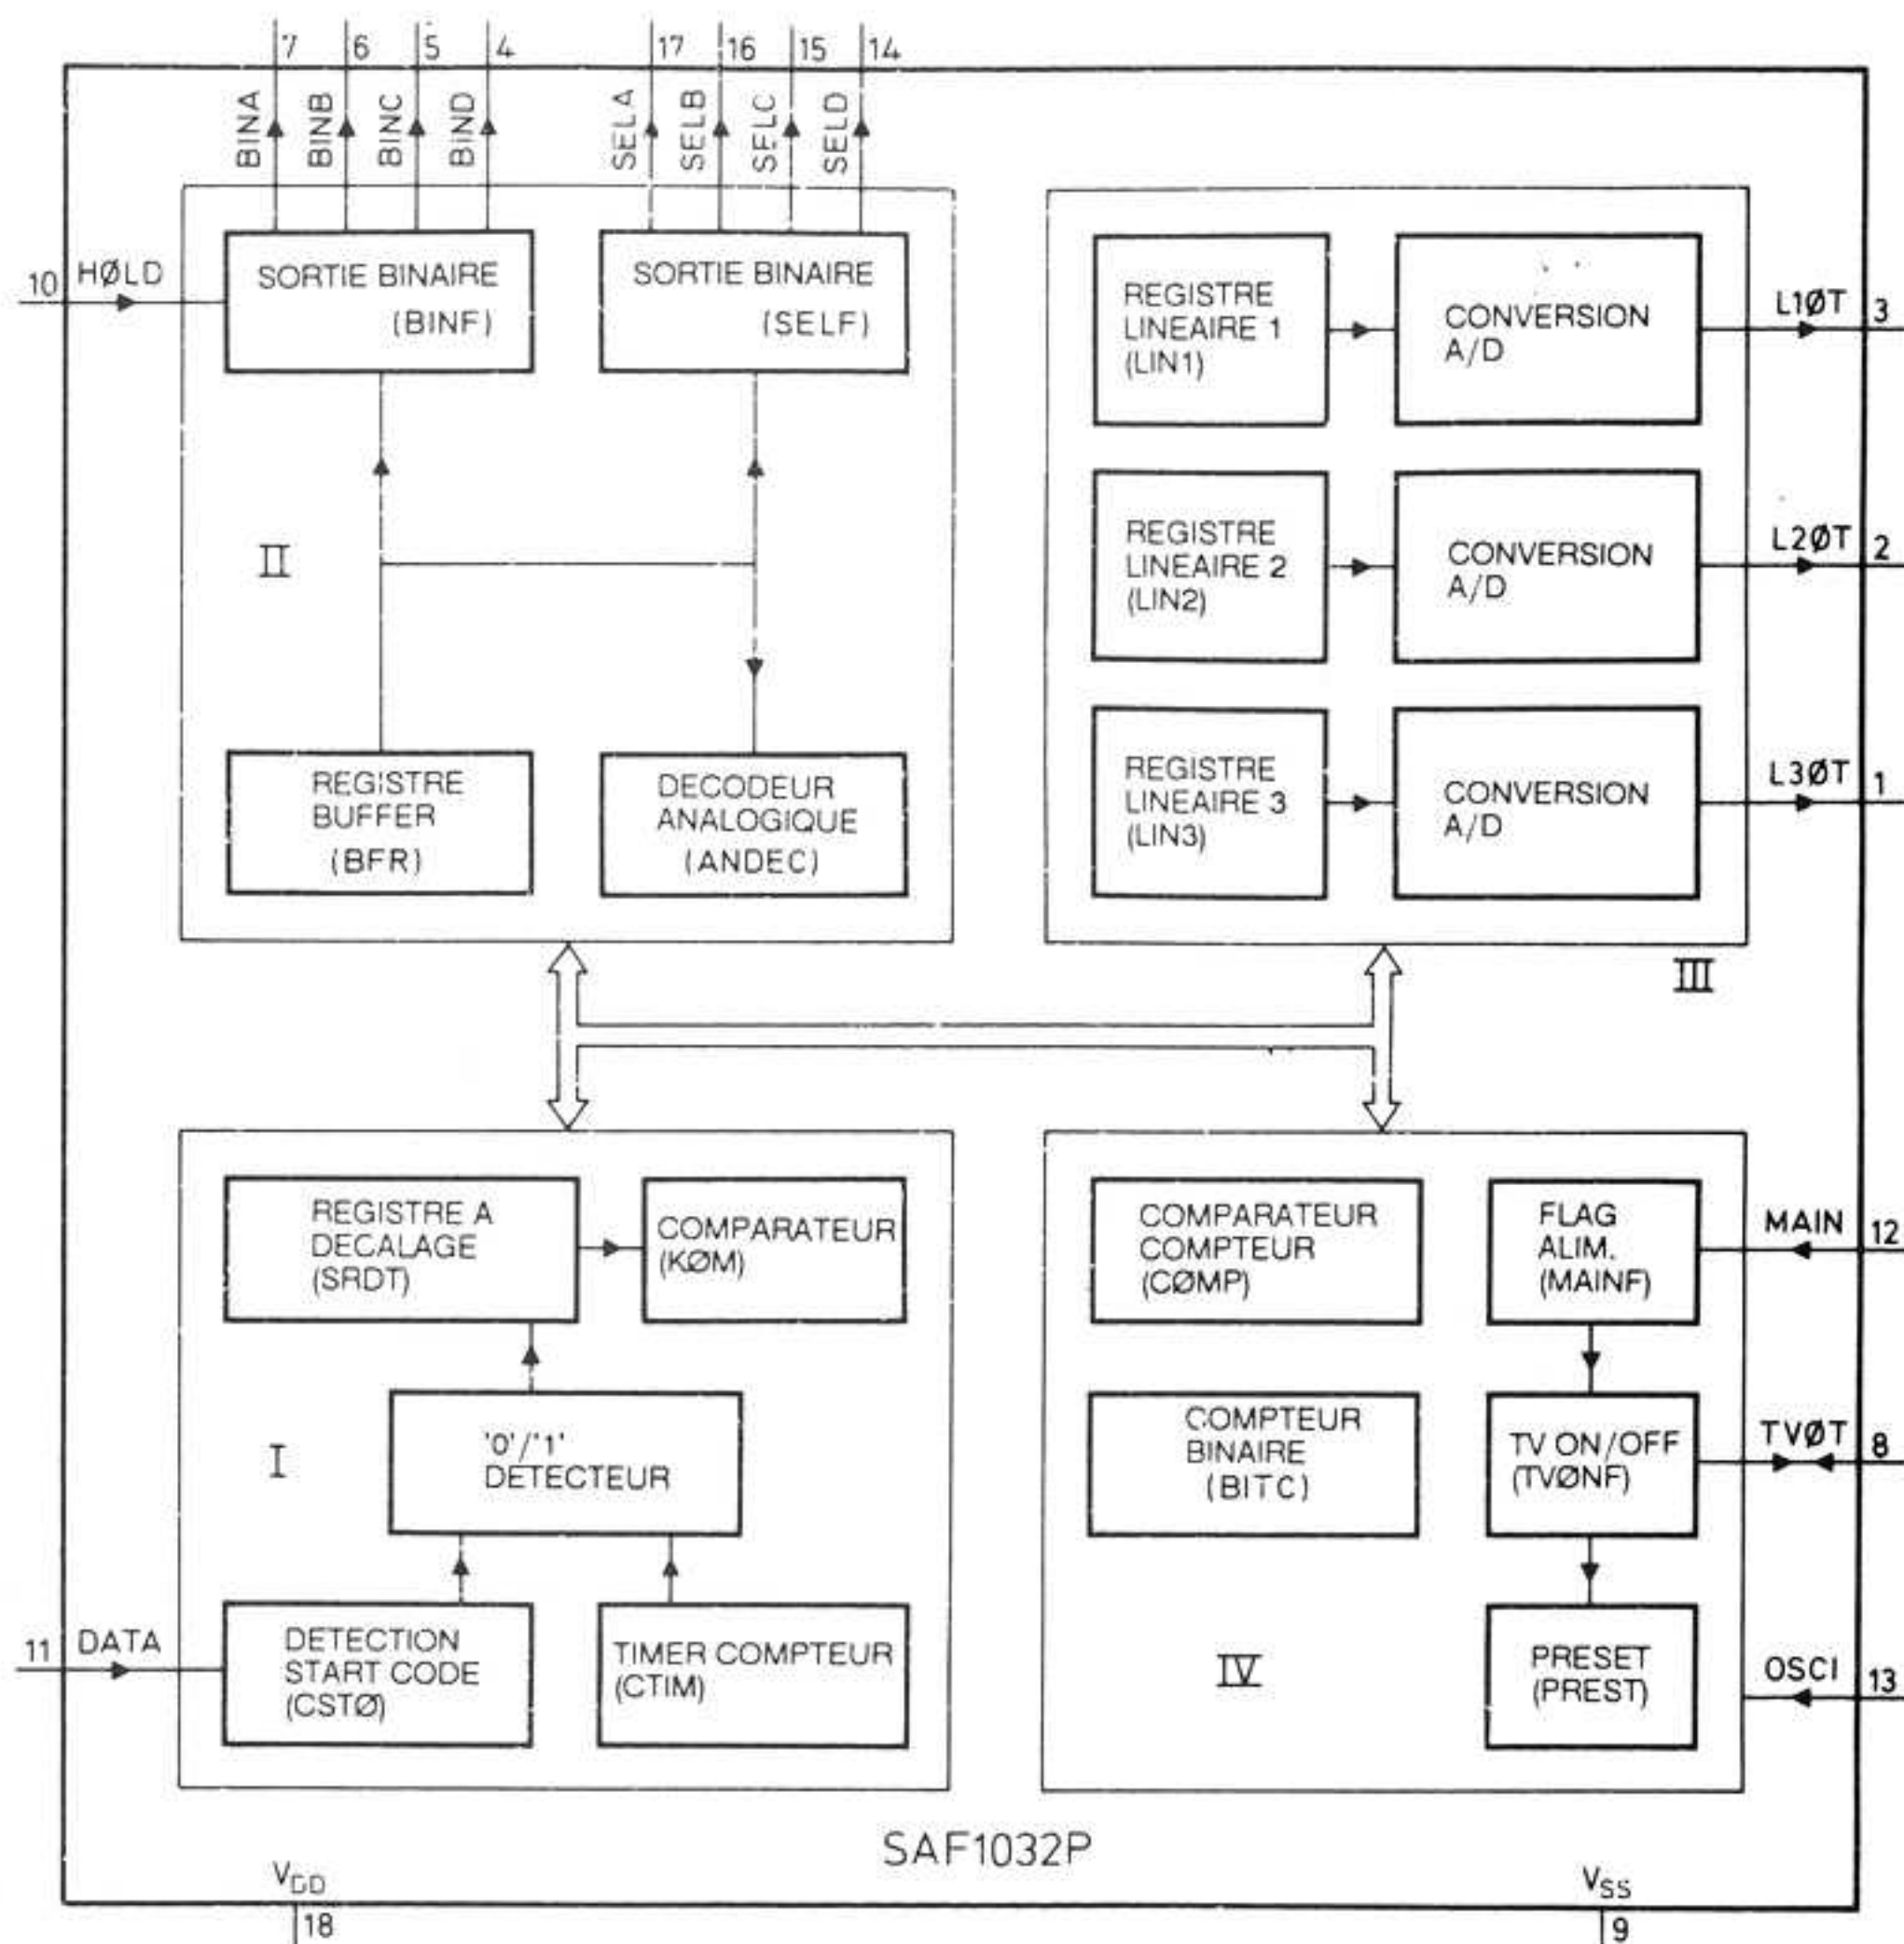 7 6 5 4 17 16 15 14
BINA BINB BINC BIND SELA SELB SELC SELD
10 HØLD
SORTIE BINAIRE
(BINF)
SORTIE BINAIRE
(SELF)
II
REGISTRE
BUFFER
(BFR)
DECODEUR
ANALOGIQUE
(ANDEC)
REGISTRE
LINEAIRE 1
(LIN1)
CONVERSION
A/D
L1ØT 3
REGISTRE
LINEAIRE 2
(LIN2)
CONVERSION
A/D
L2ØT 2
REGISTRE
LINEAIRE 3
(LIN3)
CONVERSION
A/D
L3ØT 1
III
REGISTRE A
DECALAGE
(SRDT)
COMPARATEUR
(KØM)
I
'0'/'1'
DETECTEUR
11 DATA
DETECTION
START CODE
(CSTØ)
TIMER COMPTEUR
(CTIM)
COMPARATEUR
COMPTEUR
(CØMP)
FLAG
ALIM.
(MAINF)
MAIN 12
COMPTEUR
BINAIRE
(BITC)
TV ON/OFF
(TVØNF)
TVØT 8
IV
PRESET
(PREST)
OSCI 13
SAF1032P
VDD
18
VSS
9